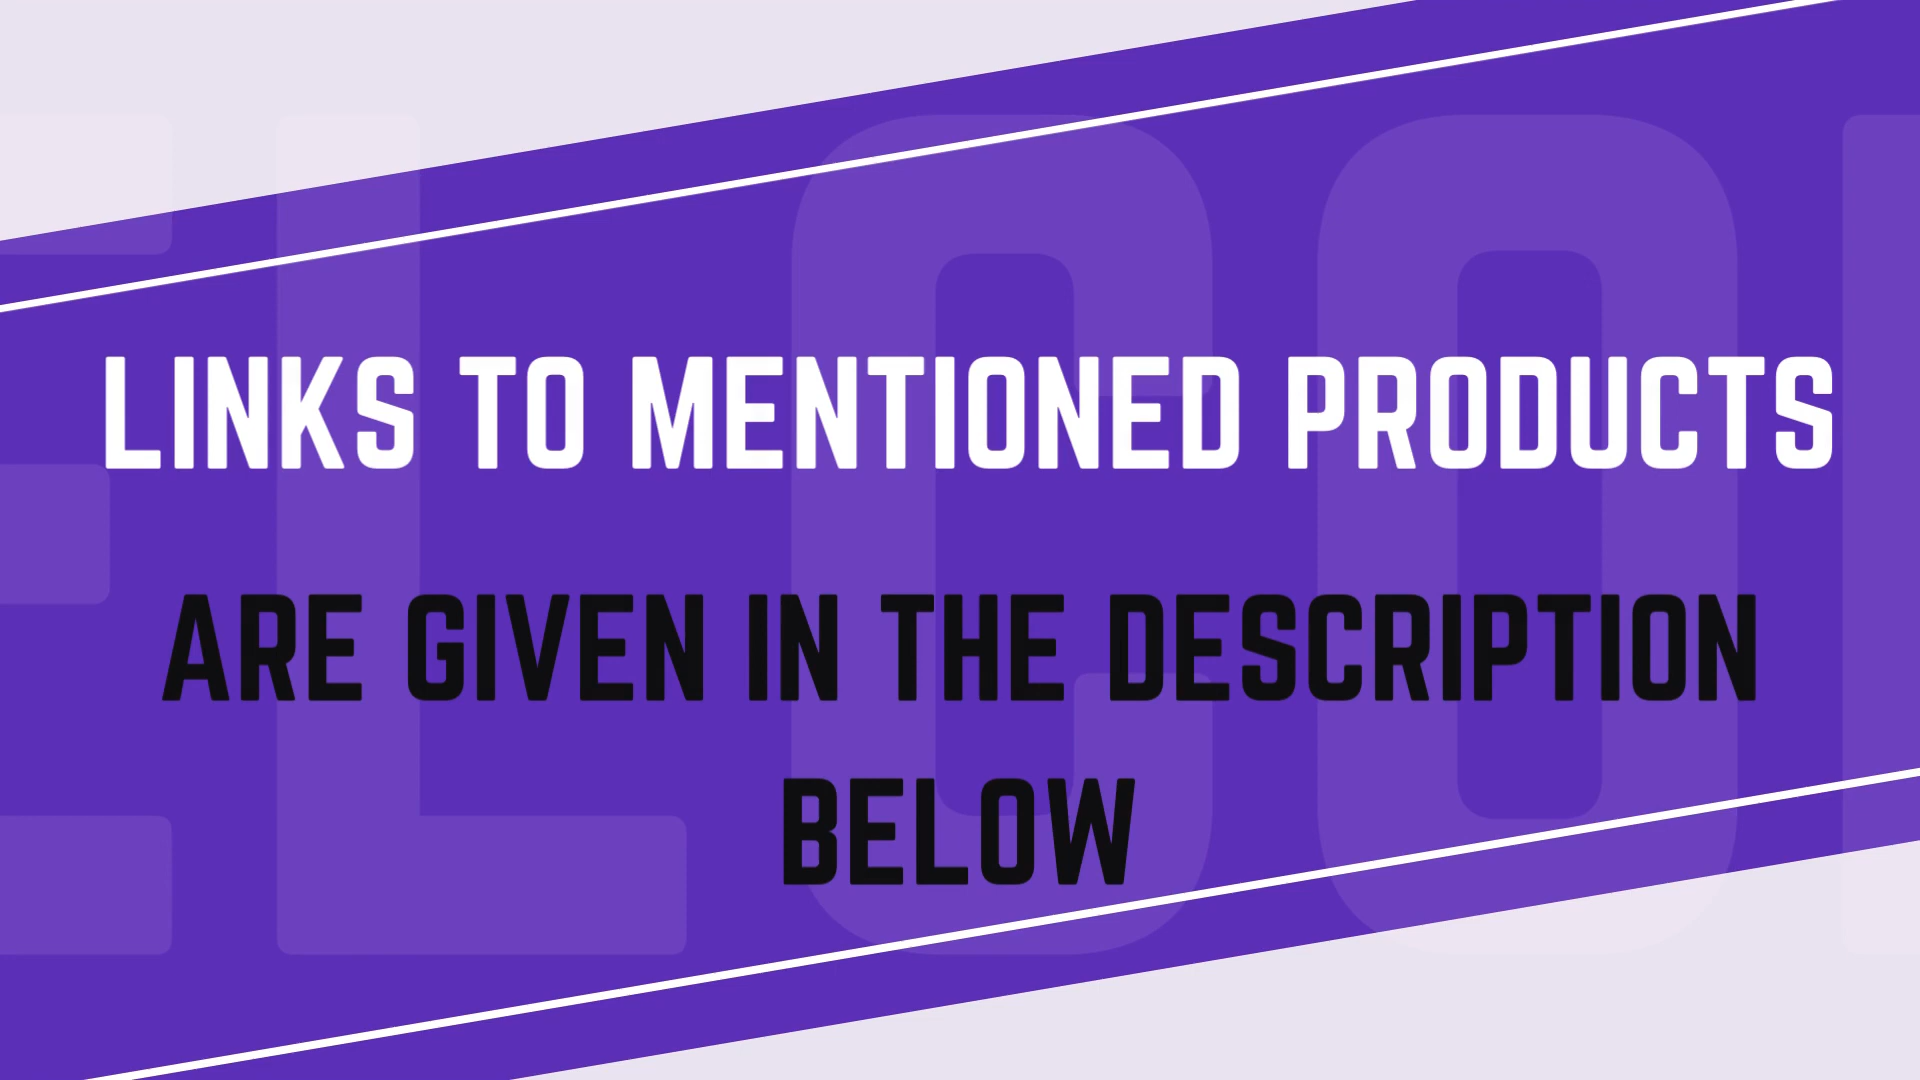 LINKS TO MENTIONED PRODUCTS
ARE GIVEN IN THE DESCRIPTION
BELOW